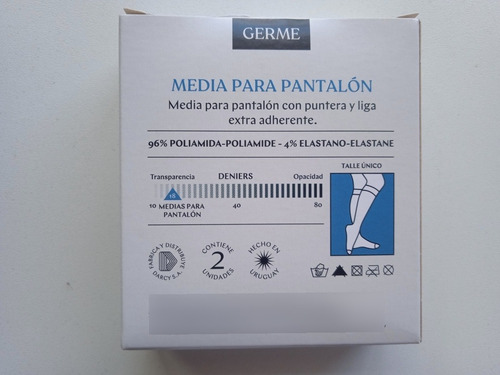 GERME
MEDIA PARA PANTALÓN
Media para pantalón con puntera y liga
extra adherente.
96% POLIAMIDA-POLIAMIDE - 4% ELASTANO-ELASTANE
Transparencia DENIERS Opacidad
18
10 MEDIAS PARA 40 80
PANTALÓN
TALLE ÚNICO
FABRICA Y DISTRIBUYE
DARCY S.A.
CONTIENE
2
UNIDADES
HECHO EN
URUGUAY